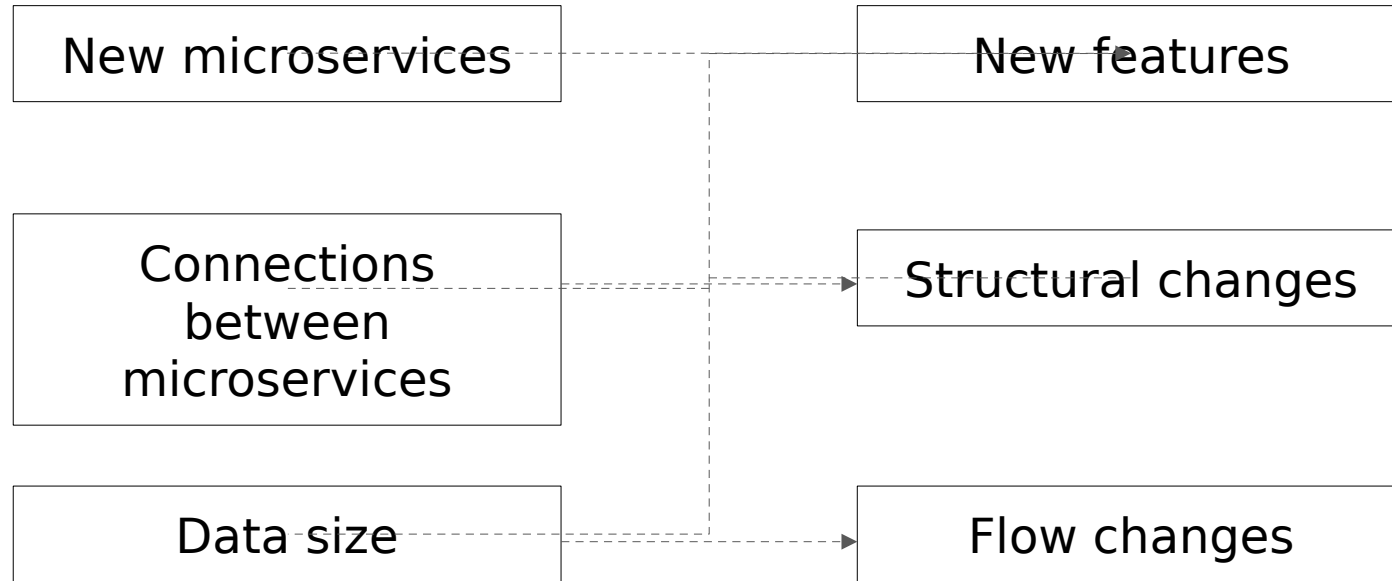 New microservices
New features
Connections
between
microservices
Structural changes
Data size
Flow changes